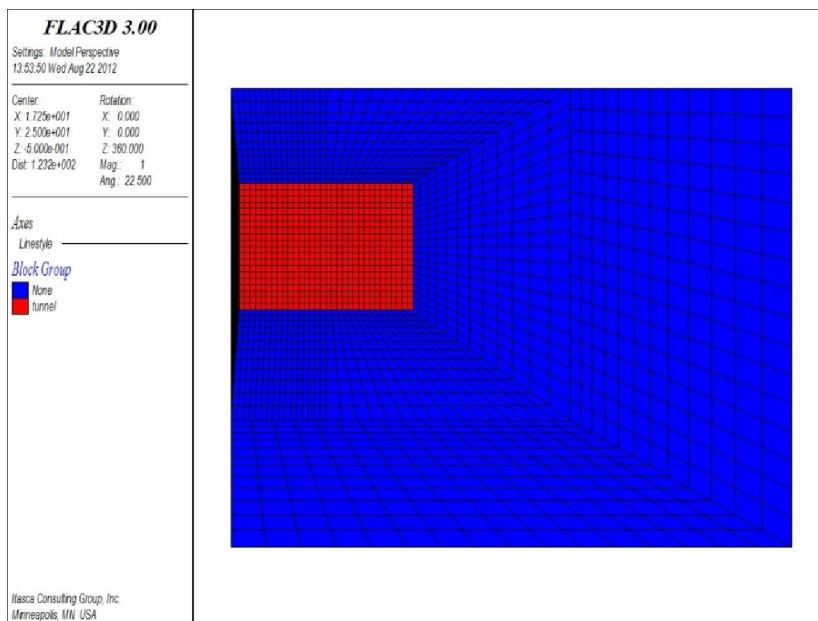 FLAC3D 3.00
Settings: Model Perspective
13:53:50 Wed Aug 22 2012
Center: Rotation:
X: 1.725e+001 X: 0.000
Y: 2.500e+001 Y: 0.000
Z: -5.000e-001 Z: 360.000
Dist: 1.232e+002 Mag.: 1
Ang.: 22.500
Axes
Linestyle
Block Group
None
tunnel
Itasca Consulting Group, Inc.
Minneapolis, MN USA